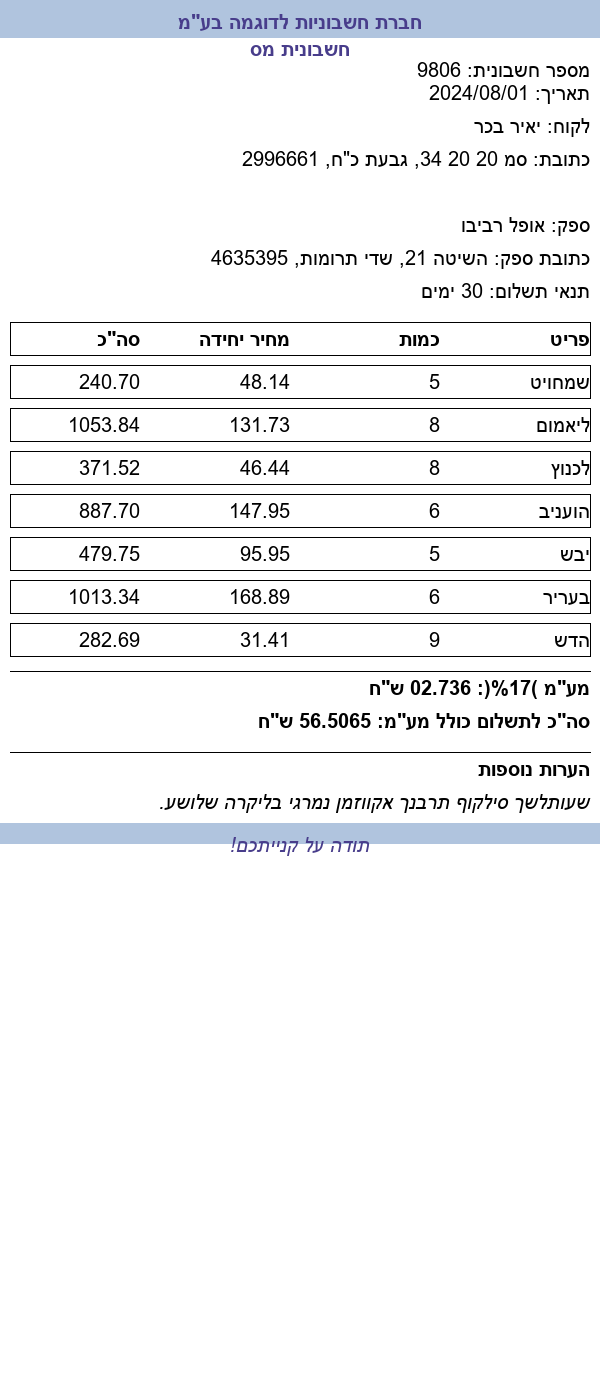 חברת חשבוניות לדוגמה בע"מ
חשבונית מס
מספר חשבונית: 9806
תאריך: 2024/08/01
לקוח: יאיר בכר
כתובת: סמ 20 20 34, גבעת כ"ח, 2996661
ספק: אופל רביבו
כתובת ספק: השיטה 21, שדי תרומות, 4635395
תנאי תשלום: 30 ימים
פריט כמות מחיר יחידה סה"כ
שמחויט 5 48.14 240.70
ליאמום 8 131.73 1053.84
לכנוץ 8 46.44 371.52
הועניב 6 147.95 887.70
יבש 5 95.95 479.75
בעריר 6 168.89 1013.34
הדש 9 31.41 282.69
מע"מ )17%(: 02.736 ש"ח
סה"כ לתשלום כולל מע"מ: 56.5065 ש"ח
הערות נוספות
שעותלשך סילקוף תרבנך אקווזמן נמרגי בליקרה שלושע.
תודה על קנייתכם!